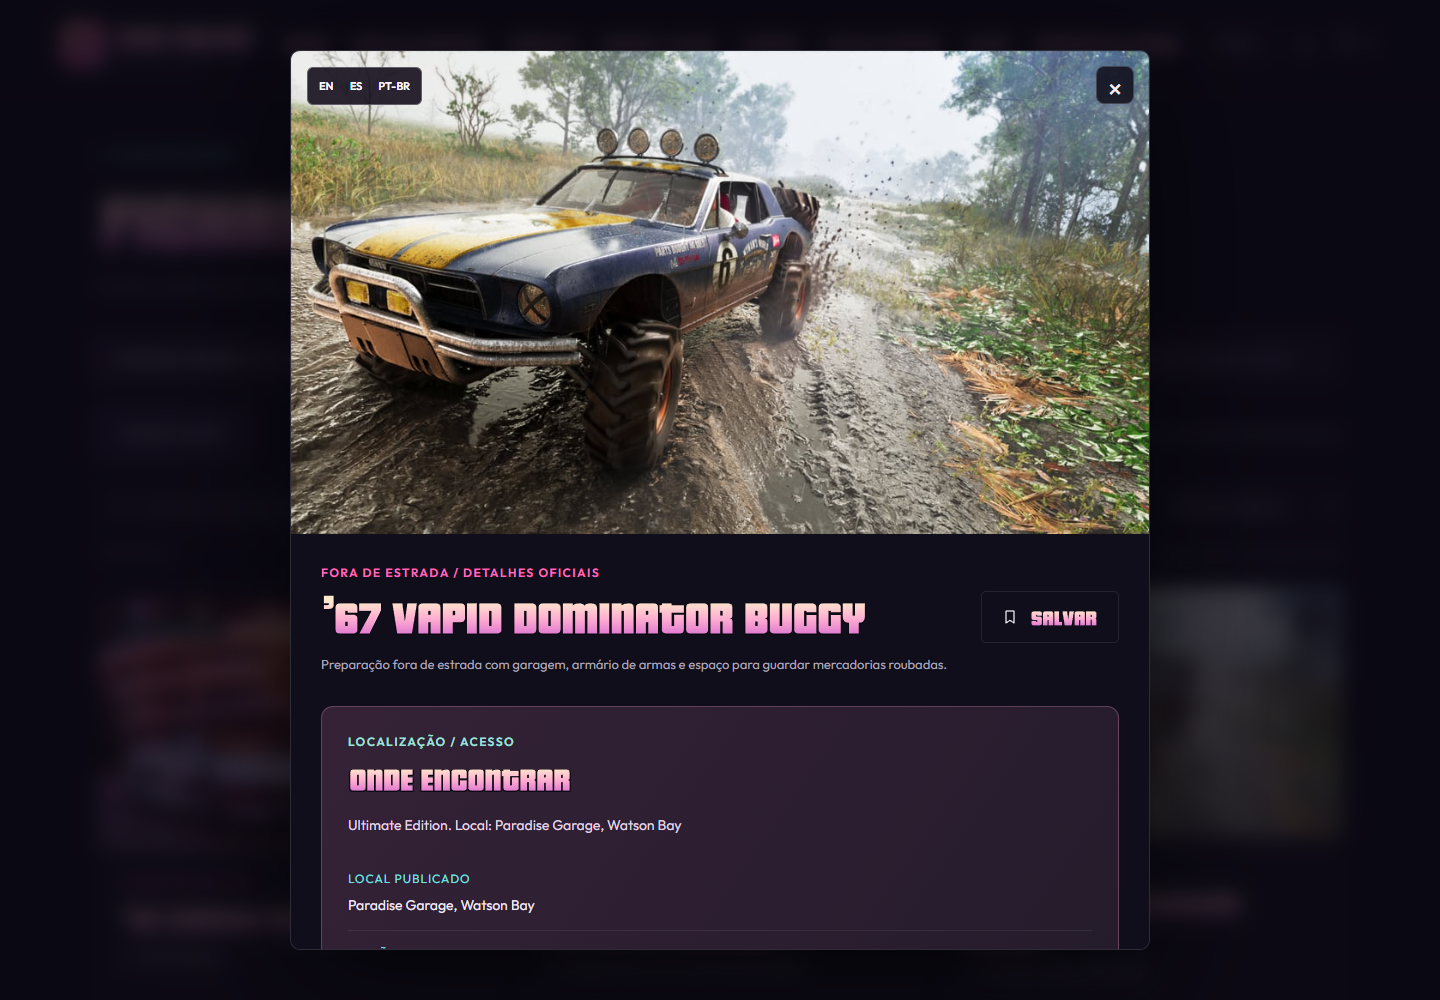 EN ES PT-BR
×
6
FORA DE ESTRADA / DETALHES OFICIAIS
'67 VAPID DOMINATOR BUGGY
SALVAR
Preparação fora de estrada com garagem, armário de armas e espaço para guardar mercadorias roubadas.
LOCALIZAÇÃO / ACESSO
ONDE ENCONTRAR
Ultimate Edition. Local: Paradise Garage, Watson Bay
LOCAL PUBLICADO
Paradise Garage, Watson Bay